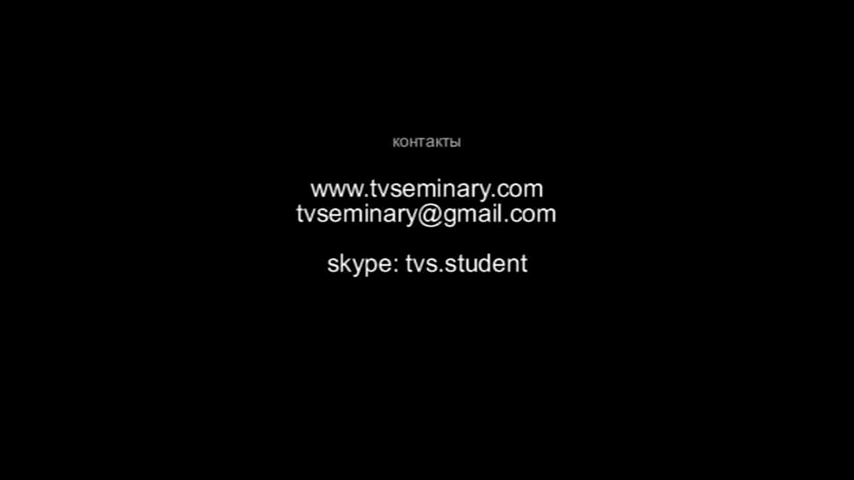 контакты
www.tvseminary.com
tvseminary@gmail.com
skype: tvs.student